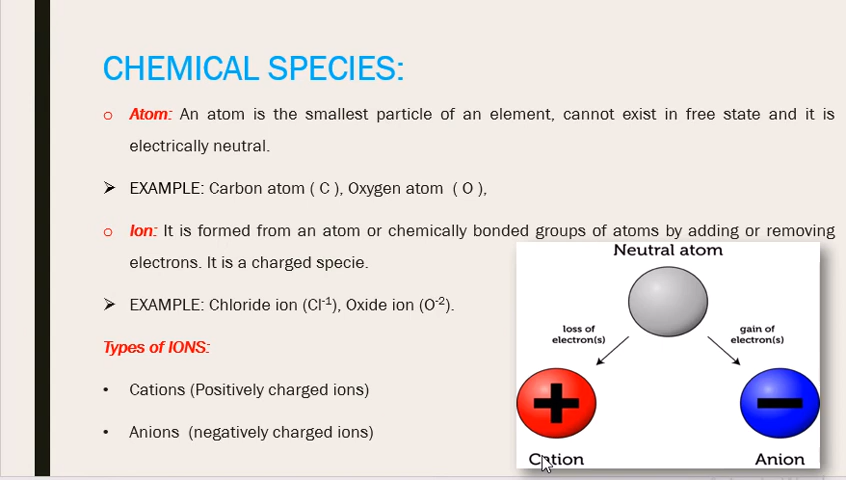 CHEMICAL SPECIES:
o Atom: An atom is the smallest particle of an element, cannot exist in free state and it is
electrically neutral.
➤ EXAMPLE: Carbon atom ( C ), Oxygen atom ( O ),
o Ion: It is formed from an atom or chemically bonded groups of atoms by adding or removing
electrons. It is a charged specie.
➤ EXAMPLE: Chloride ion (Cl⁻¹), Oxide ion (O⁻²).
Types of IONS:
• Cations (Positively charged ions)
• Anions (negatively charged ions)
Neutral atom
loss of
electron(s)
gain of
electron(s)
+
−
Cation
Anion